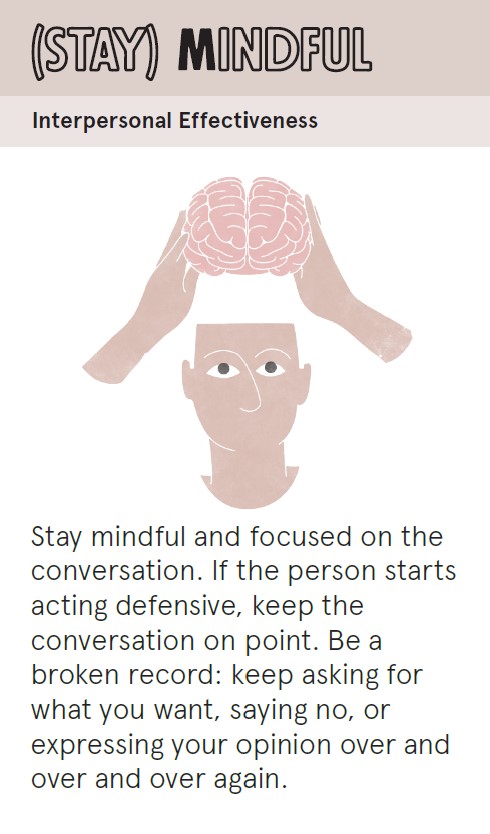 (STAY) MINDFUL
Interpersonal Effectiveness
Stay mindful and focused on the
conversation. If the person starts
acting defensive, keep the
conversation on point. Be a
broken record: keep asking for
what you want, saying no, or
expressing your opinion over and
over and over again.